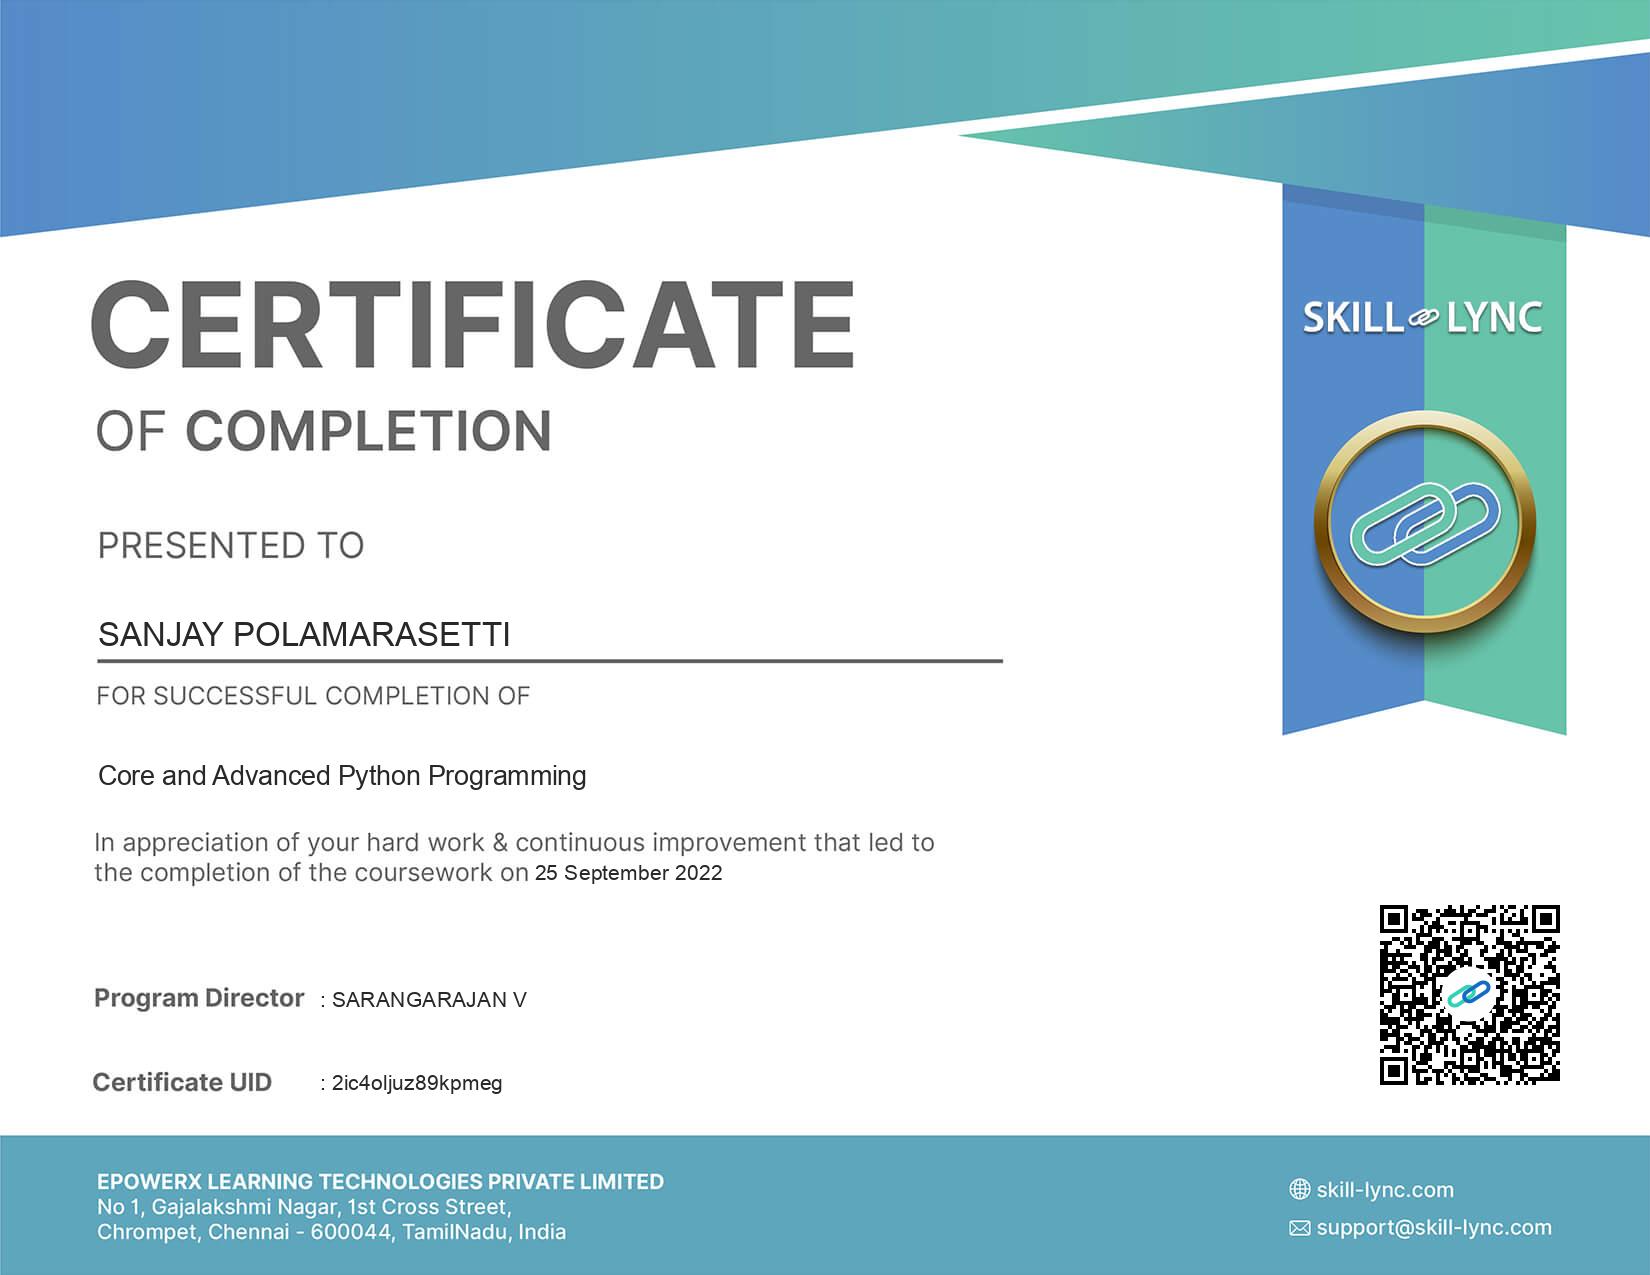 CERTIFICATE
OF COMPLETION
SKILL LYNC
PRESENTED TO
SANJAY POLAMARASETTI
FOR SUCCESSFUL COMPLETION OF
Core and Advanced Python Programming
In appreciation of your hard work & continuous improvement that led to
the completion of the coursework on 25 September 2022
Program Director : SARANGARAJAN V
Certificate UID : 2ic4oljuz89kpmeg
EPOWERX LEARNING TECHNOLOGIES PRIVATE LIMITED
No 1, Gajalakshmi Nagar, 1st Cross Street,
Chrompet, Chennai - 600044, TamilNadu, India
skill-lync.com
support@skill-lync.com